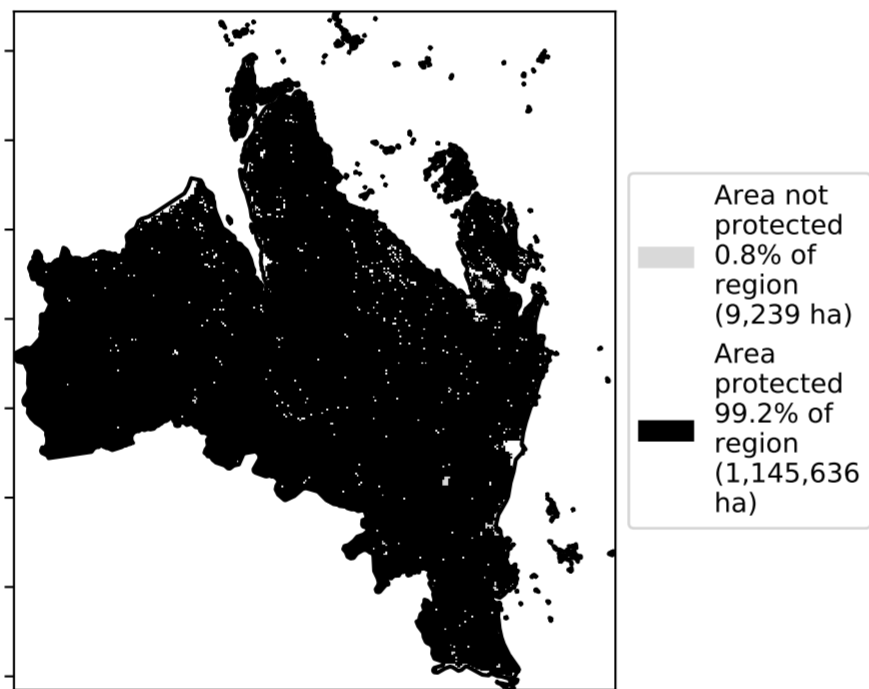 Area not
protected
0.8% of
region
(9,239 ha)
Area
protected
99.2% of
region
(1,145,636
ha)